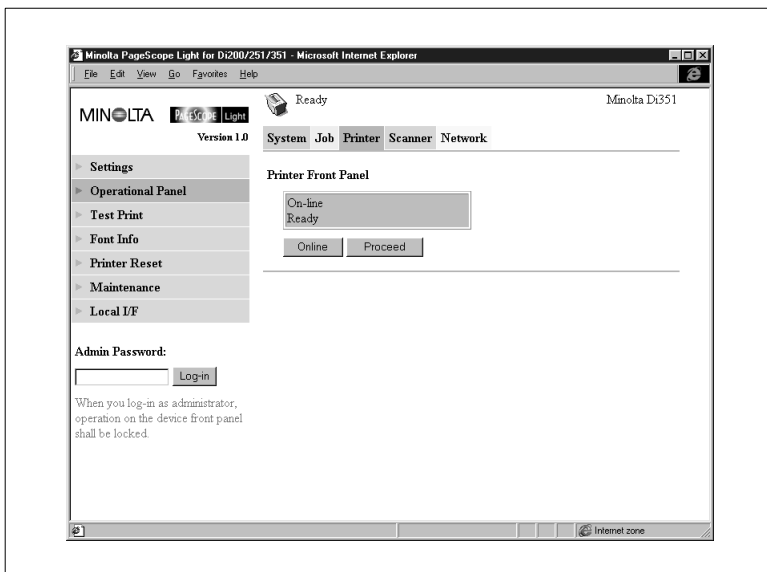 Minolta PageScope Light for Di200/251/351 - Microsoft Internet Explorer
File Edit View Go Favorites Help
MINOLTA PAGESCOPE Light
Version 1.0
Ready
Minolta Di351
System Job Printer Scanner Network
Settings
Operational Panel
Test Print
Font Info
Printer Reset
Maintenance
Local I/F
Admin Password:
Log-in
When you log-in as administrator,
operation on the device front panel
shall be locked.
Printer Front Panel
On-line
Ready
Online Proceed
Internet zone